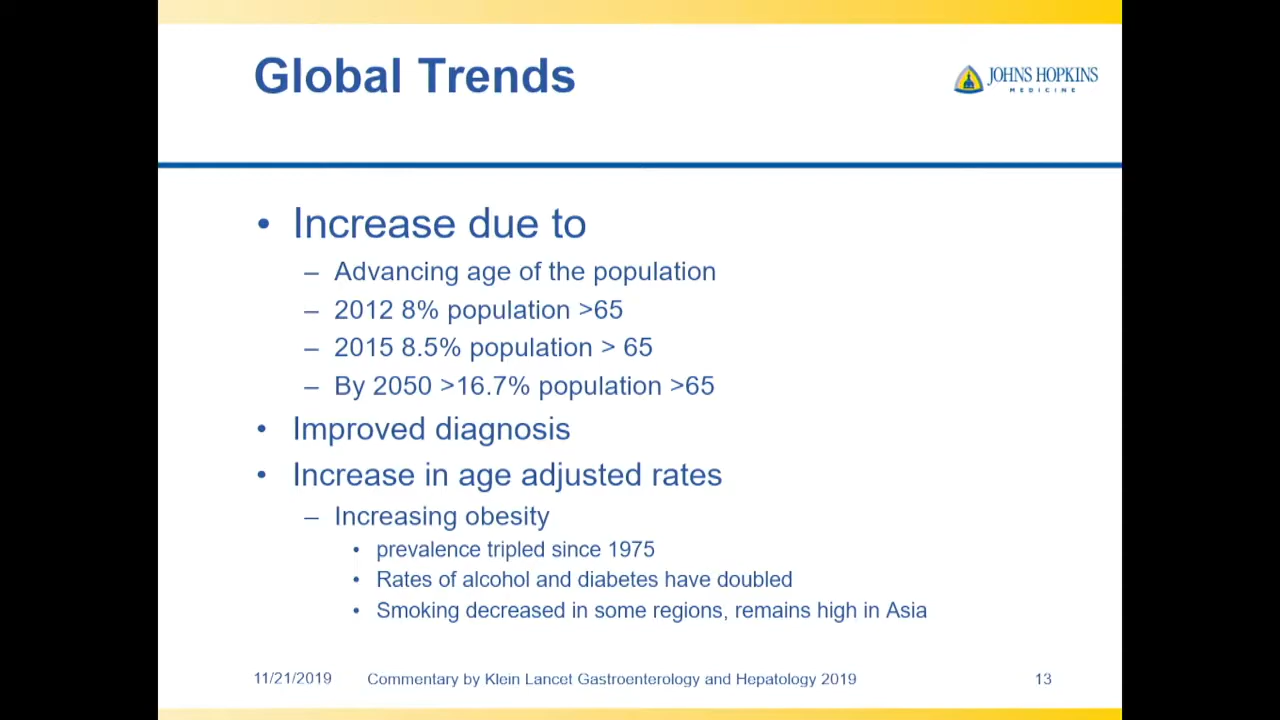 Global Trends
JOHNS HOPKINS
MEDICINE
• Increase due to
– Advancing age of the population
– 2012 8% population >65
– 2015 8.5% population > 65
– By 2050 >16.7% population >65
• Improved diagnosis
• Increase in age adjusted rates
– Increasing obesity
• prevalence tripled since 1975
• Rates of alcohol and diabetes have doubled
• Smoking decreased in some regions, remains high in Asia
11/21/2019 Commentary by Klein Lancet Gastroenterology and Hepatology 2019 13